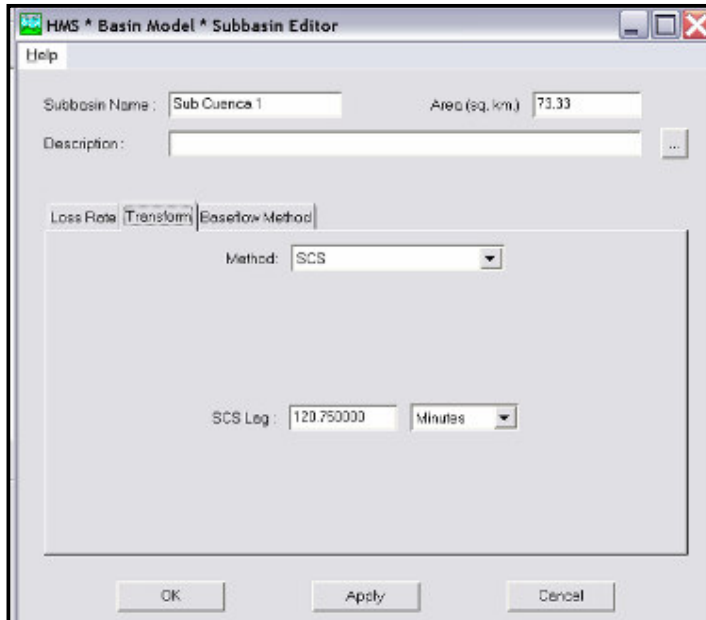 HMS * Basin Model * Subbasin Editor
Help
Subbasin Name : Sub Cuenca 1 Area (sq. km.) 73.33
Description : ...
Loss Rate Transform Baseflow Method
Method: SCS
SCS Lag : 120.750000 Minutes
OK Apply Cancel